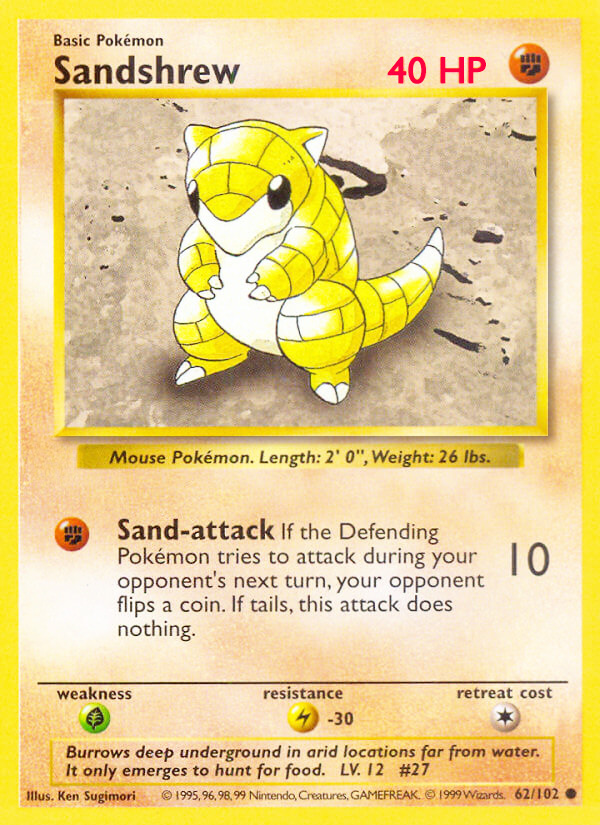 Basic Pokémon
Sandshrew 40 HP
Mouse Pokémon. Length: 2' 0", Weight: 26 lbs.
Sand-attack If the Defending
Pokémon tries to attack during your
opponent's next turn, your opponent
flips a coin. If tails, this attack does
nothing.
10
weakness resistance retreat cost
-30
Burrows deep underground in arid locations far from water.
It only emerges to hunt for food. LV. 12 #27
Illus. Ken Sugimori © 1995, 96, 98, 99 Nintendo, Creatures, GAMEFREAK. © 1999 Wizards. 62/102